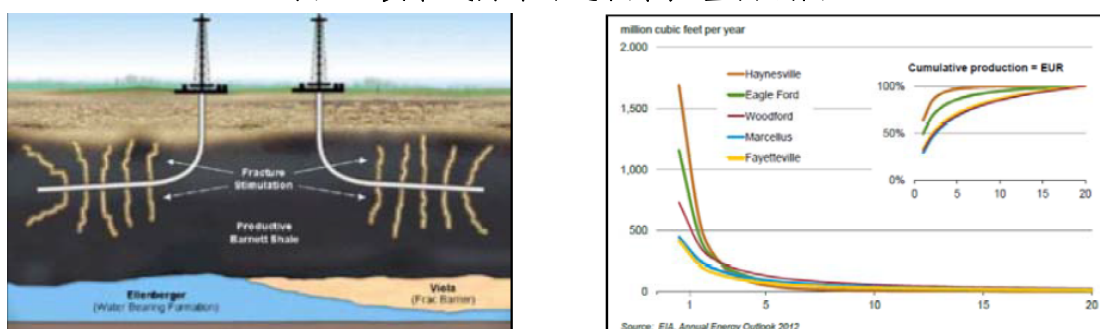 Fracture
Stimulation
Productive
Barnett Shale
Ellenberger
(Water Bearing Formation)
Viola
(Frac Barrier)
million cubic feet per year
2.000
1,500
1,000
500
0
1
5
10
15
20
Haynesville
Eagle Ford
Woodford
Marcellus
Fayetteville
Cumulative production = EUR
100%
50%
0%
0
5
10
15
20
Source: EIA, Annual Energy Outlook 2012